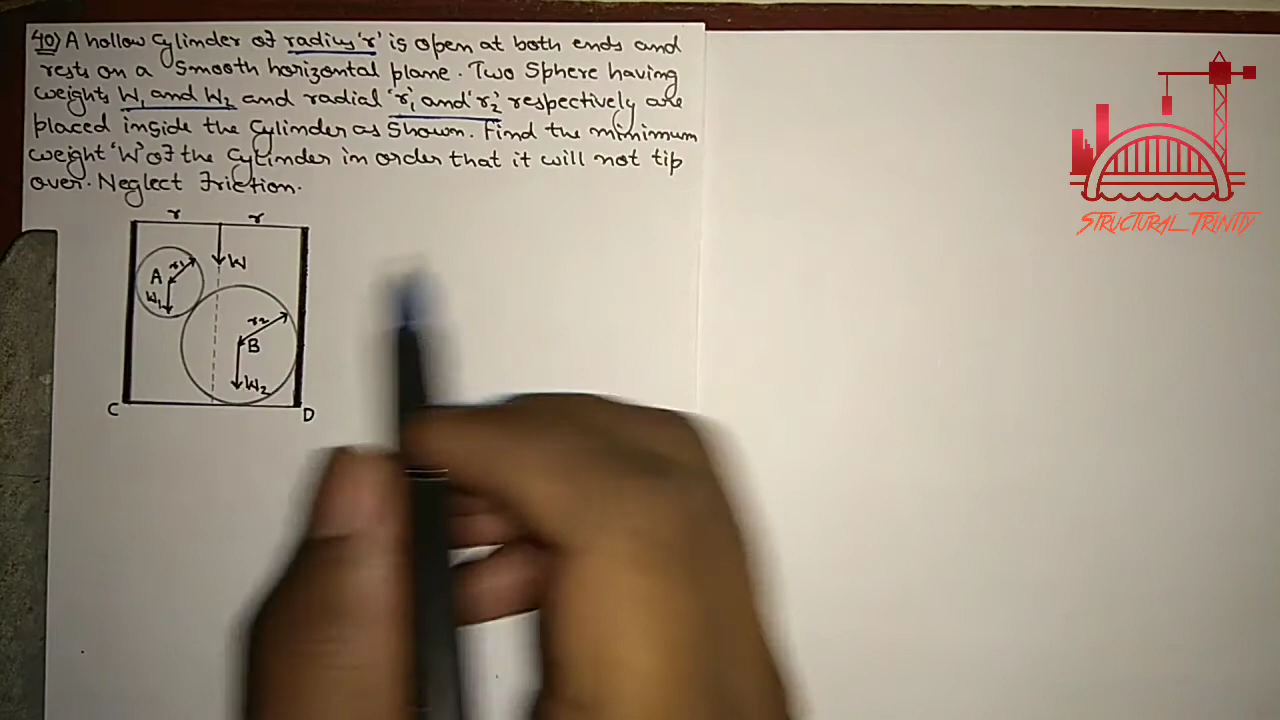 40) A hollow Cylinder of radius 'r' is open at both ends and
rests on a smooth horizontal plane. Two Sphere having
weights W₁ and W₂ and radial 'r₁' and 'r₂' respectively are
placed inside the Cylinder as Shown. Find the minimum
weight 'W' of the Cylinder in order that it will not tip
over. Neglect Friction.
r r
W
A r₁
W₁
r₂
B
W₂
C D
STRUCTURAL TRINITY